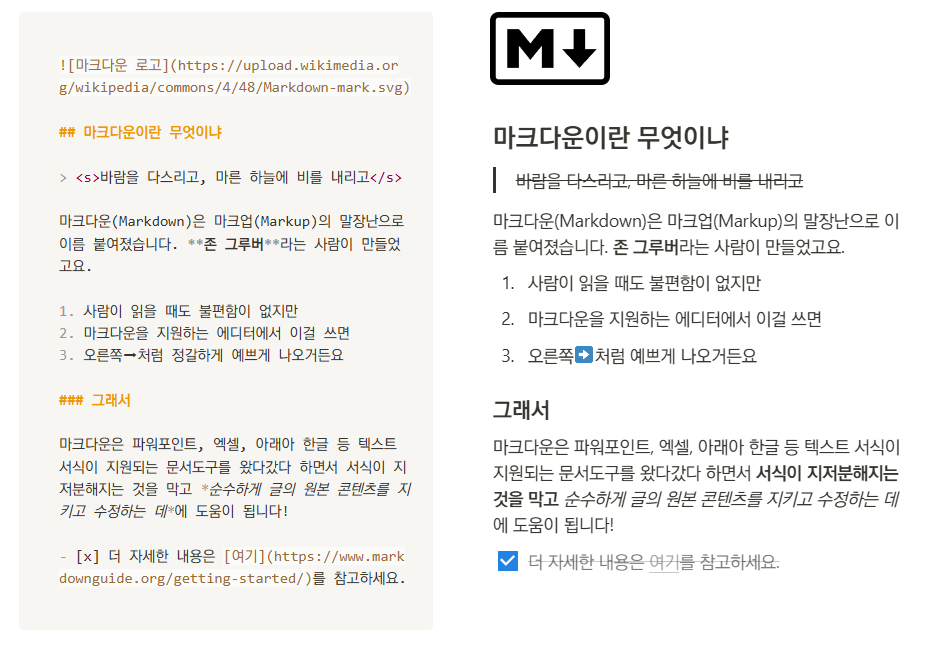 ![마크다운 로고](https://upload.wikimedia.or
g/wikipedia/commons/4/48/Markdown-mark.svg)
## 마크다운이란 무엇이냐
> <s>바람을 다스리고, 마른 하늘에 비를 내리고</s>
마크다운(Markdown)은 마크업(Markup)의 말장난으로
이름 붙여졌습니다. **존 그루버**라는 사람이 만들었
고요.
1. 사람이 읽을 때도 불편함이 없지만
2. 마크다운을 지원하는 에디터에서 이걸 쓰면
3. 오른쪽➡처럼 정갈하게 예쁘게 나오거든요
### 그래서
마크다운은 파워포인트, 엑셀, 아래아 한글 등 텍스트
서식이 지원되는 문서도구를 왔다갔다 하면서 서식이 지
저분해지는 것을 막고 *순수하게 글의 원본 콘텐츠를 지
키고 수정하는 데*에 도움이 됩니다!
- [x] 더 자세한 내용은 [여기](https://www.mark
downguide.org/getting-started/)를 참고하세요.
M
마크다운이란 무엇이냐
바람을 다스리고, 마른 하늘에 비를 내리고
마크다운(Markdown)은 마크업(Markup)의 말장난으로 이
름 붙여졌습니다. 존 그루버라는 사람이 만들었고요.
1. 사람이 읽을 때도 불편함이 없지만
2. 마크다운을 지원하는 에디터에서 이걸 쓰면
3. 오른쪽➡처럼 예쁘게 나오거든요
그래서
마크다운은 파워포인트, 엑셀, 아래아 한글 등 텍스트 서식이
지원되는 문서도구를 왔다갔다 하면서 서식이 지저분해지는
것을 막고 순수하게 글의 원본 콘텐츠를 지키고 수정하는 데
에 도움이 됩니다!
더 자세한 내용은 여기를 참고하세요.